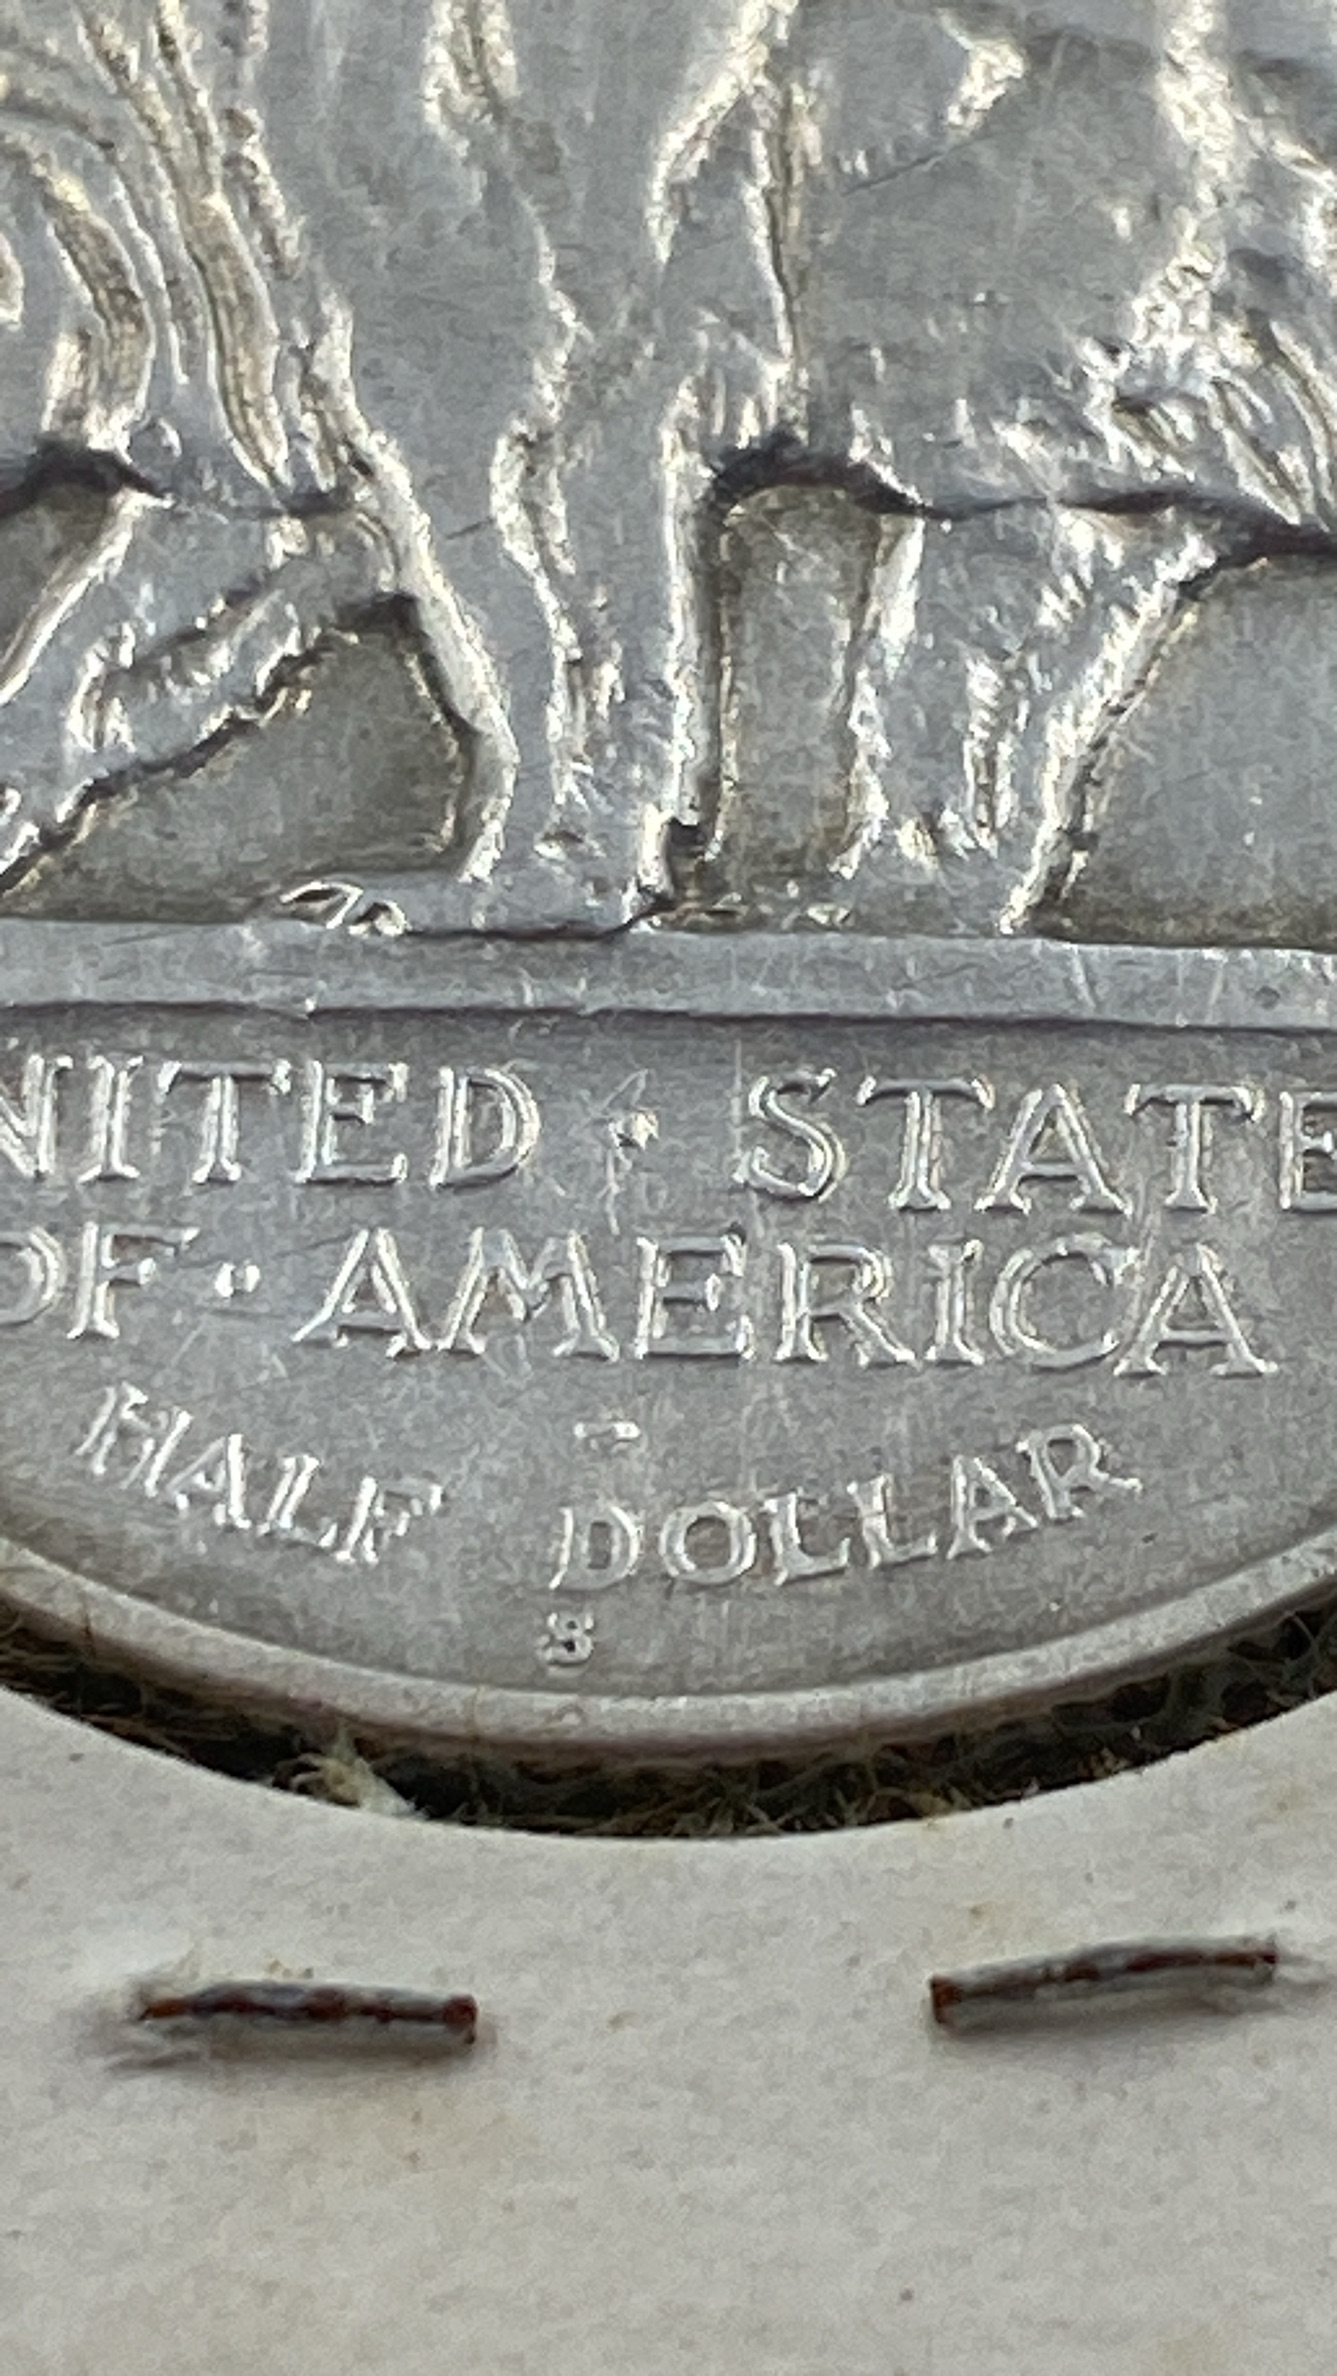 NITED · STATE
OF · AMERICA
HALF DOLLAR
S